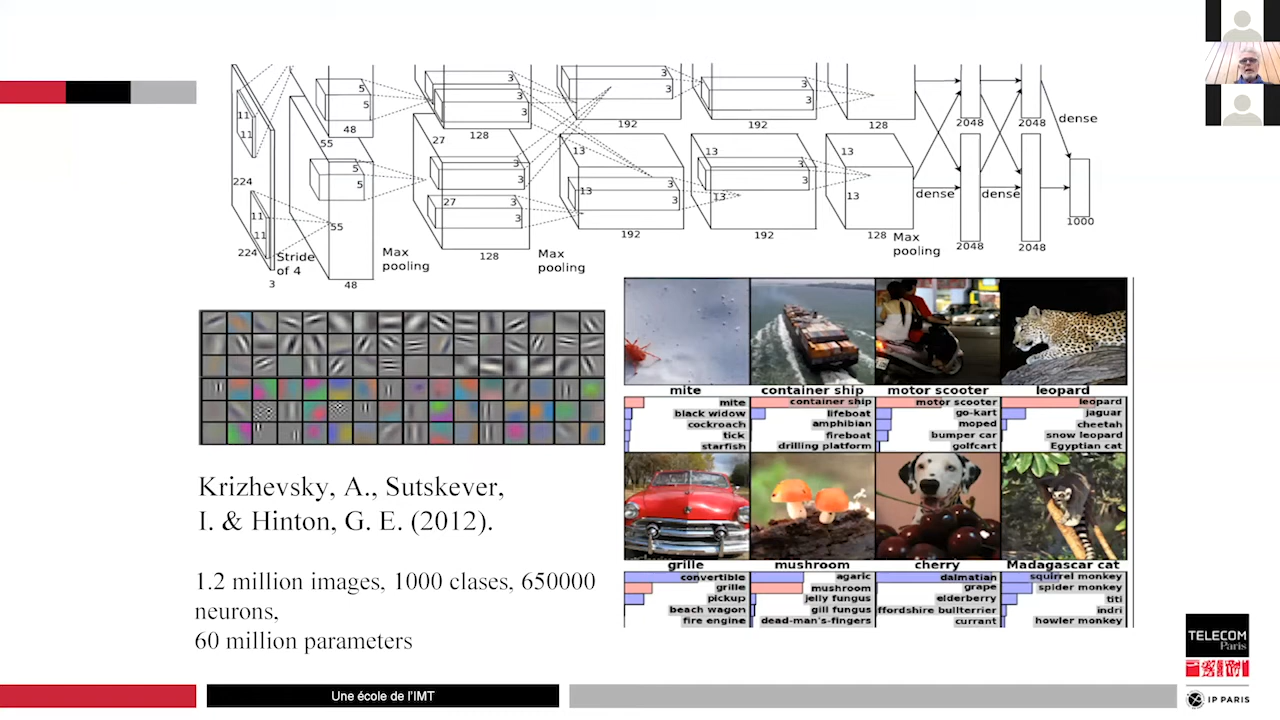 11
11
224
11
11
224
3
Stride
of 4
5
5
48
55
5
5
55
48
Max
pooling
3
3
3
128
27
3
3
27
3
3
128
Max
pooling
3
3
192
13
3
13
3
192
3
3
192
13
3
3
13
192
128
13
13
128
Max
pooling
dense
2048
2048
dense
2048
2048
dense
1000
mite
container ship
motor scooter
leopard
mite
black widow
cockroach
tick
starfish
container ship
lifeboat
amphibian
fireboat
drilling platform
motor scooter
go-kart
moped
bumper car
golfcart
leopard
jaguar
cheetah
snow leopard
Egyptian cat
grille
mushroom
cherry
Madagascar cat
convertible
grille
pickup
beach wagon
fire engine
agaric
mushroom
jelly fungus
gill fungus
dead-man's-fingers
dalmatian
grape
elderberry
ffordshire bullterrier
currant
squirrel monkey
spider monkey
titi
indri
howler monkey
Krizhevsky, A., Sutskever,
I. & Hinton, G. E. (2012).
1.2 million images, 1000 clases, 650000
neurons,
60 million parameters
Une école de l'IMT
TELECOM
Paris
IP PARIS